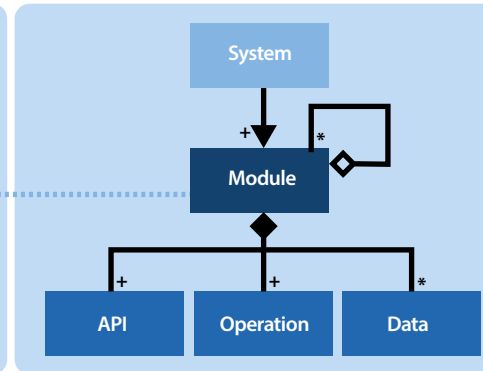 System
+
*
Module
+
+
*
API
Operation
Data